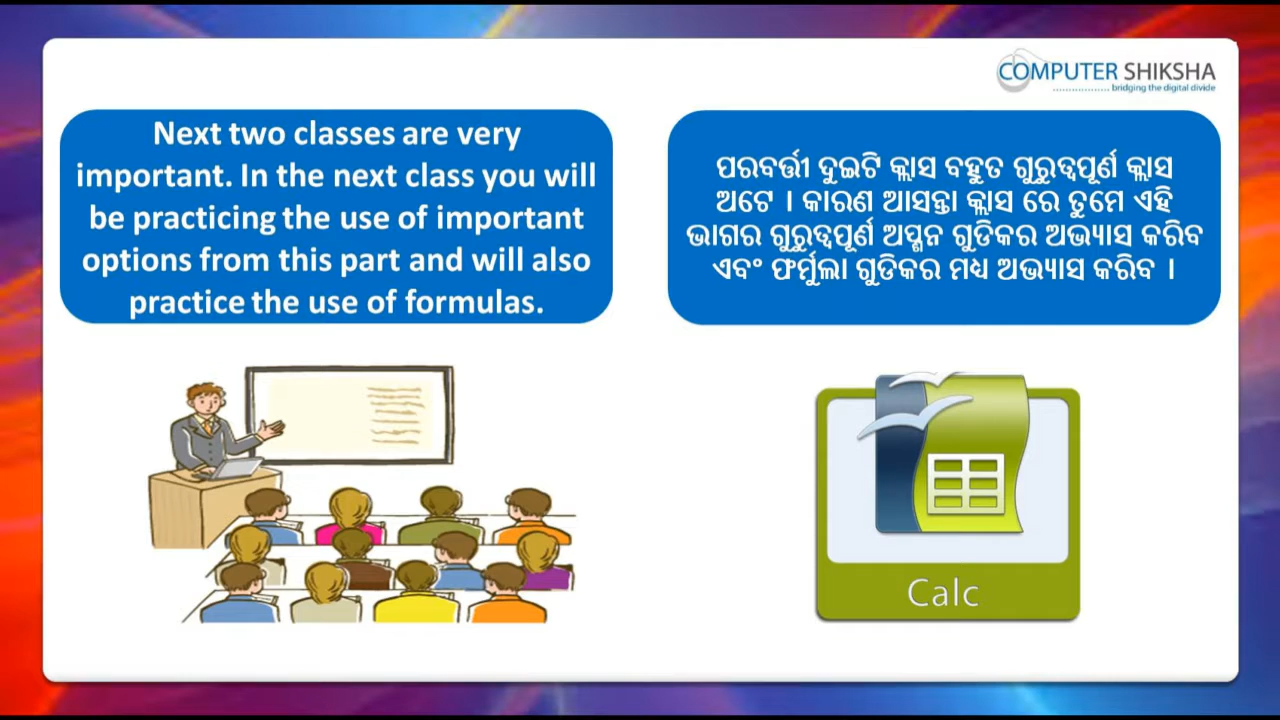 COMPUTER SHIKSHA
bridging the digital divide
Next two classes are very
important. In the next class you will
be practicing the use of important
options from this part and will also
practice the use of formulas.
ପରବର୍ତ୍ତୀ ଦୁଇଟି କ୍ଲାସ ବହୁତ ଗୁରୁତ୍ୱପୂର୍ଣ କ୍ଲାସ
ଅଟେ । କାରଣ ଆସନ୍ତା କ୍ଲାସ ରେ ତୁମେ ଏହି
ଭାଗର ଗୁରୁତ୍ୱପୂର୍ଣ ଅପ୍ସନ ଗୁଡିକର ଅଭ୍ୟାସ କରିବ
ଏବଂ ଫର୍ମୁଲା ଗୁଡିକର ମଧ୍ୟ ଅଭ୍ୟାସ କରିବ ।
Calc